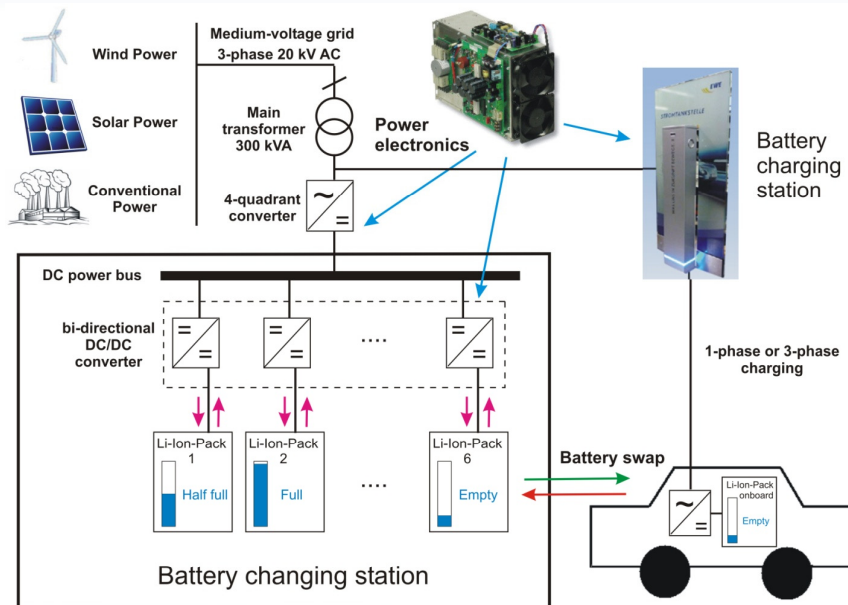 Wind Power
Medium-voltage grid
3-phase 20 kV AC
Solar Power
Main
transformer
300 kVA
Power
electronics
Conventional
Power
4-quadrant
converter
EWE
STROMTANKSTELLE
Battery
charging
station
DC power bus
bi-directional
DC/DC
converter
....
1-phase or 3-phase
charging
Li-Ion-Pack
1
Half full
Li-Ion-Pack
2
Full
....
Li-Ion-Pack
6
Empty
Battery swap
Li-Ion-Pack
onboard
Empty
Battery changing station